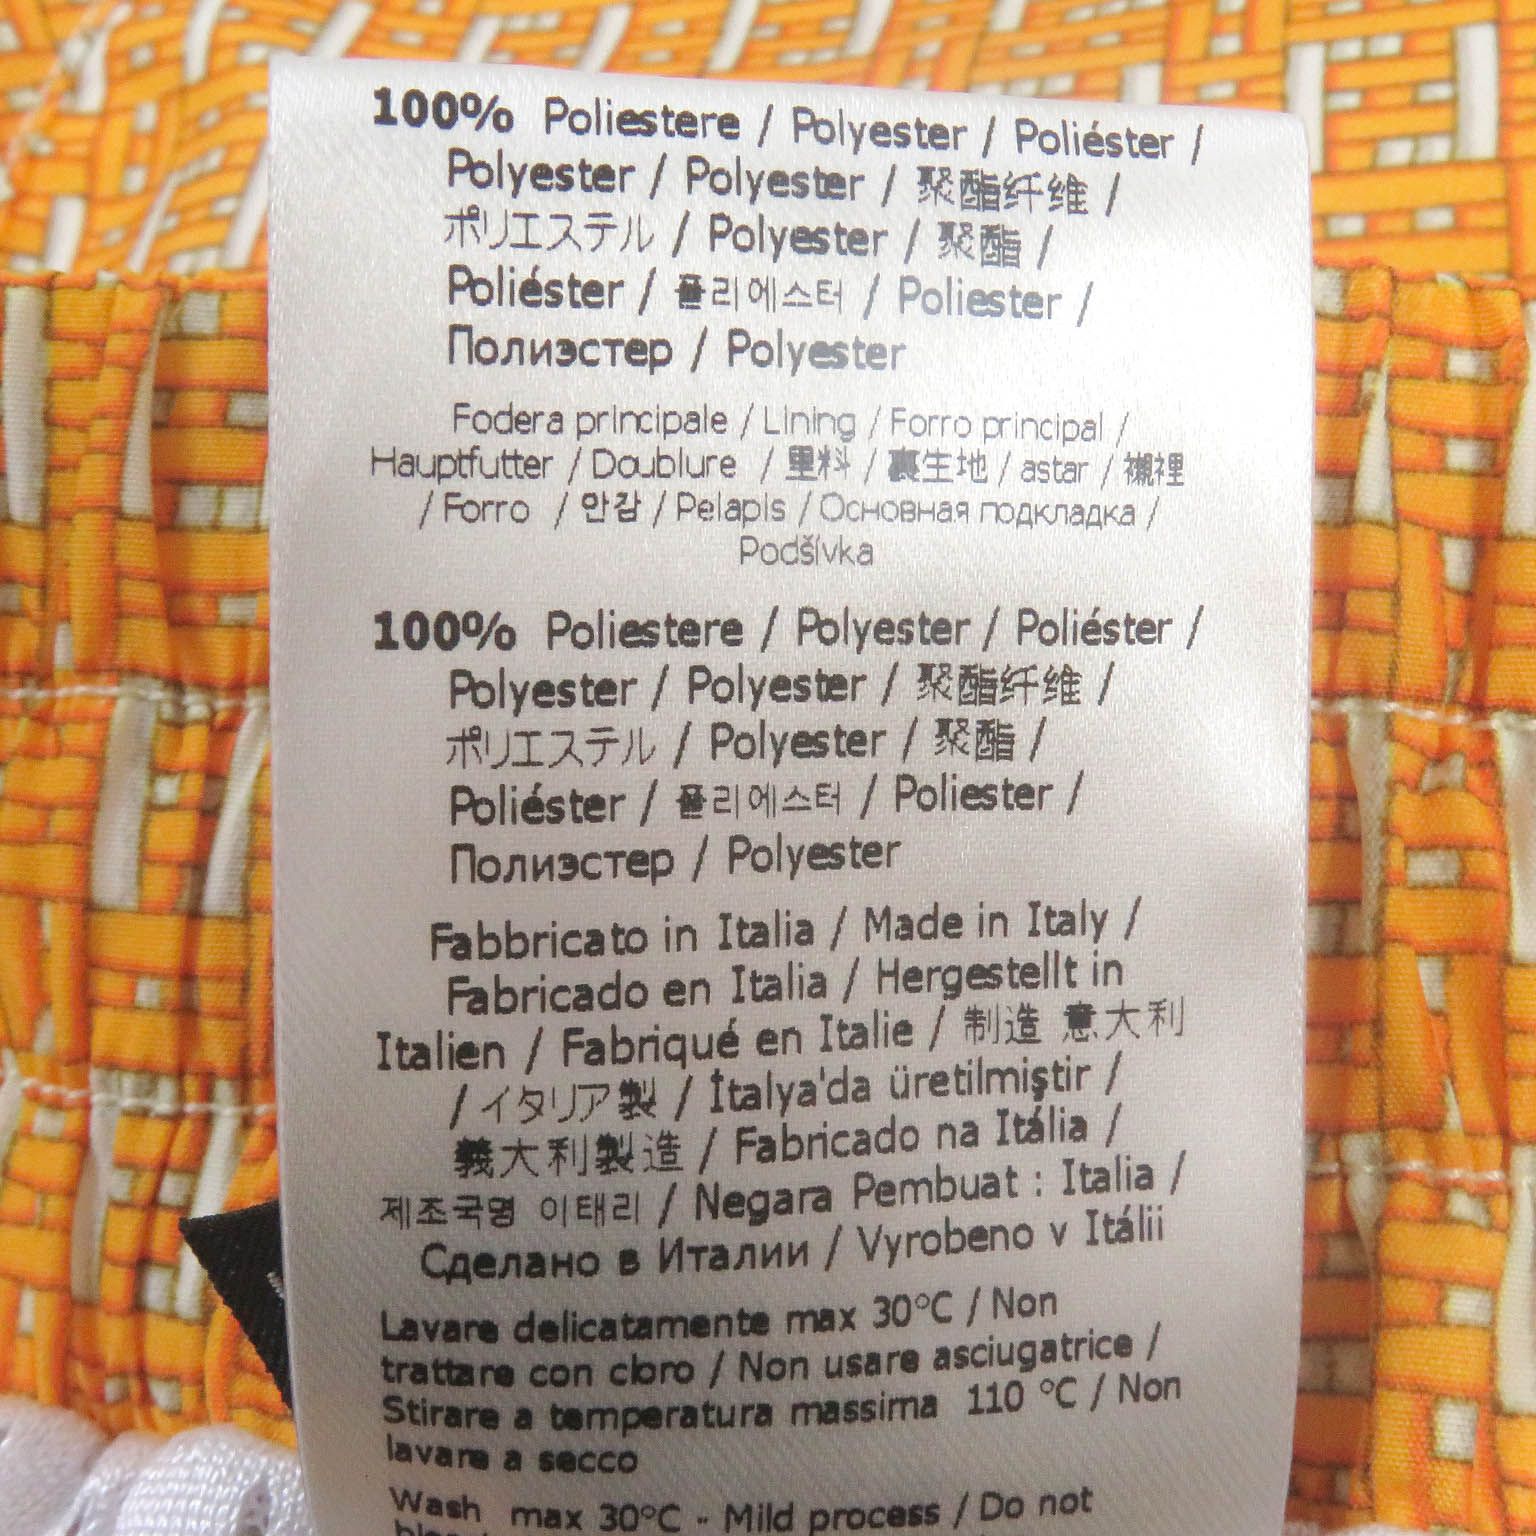 100% Poliestere / Polyester / Poliéster /
Polyester / Polyester / 聚酯纤维 /
ポリエステル / Polyester / 聚酯 /
Poliéster / 폴리에스터 / Poliester /
Полиэстер / Polyester
Fodera principale / Lining / Forro principal /
Hauptfutter / Doublure / 里料 / 裏生地 / astar / 襯裡
/ Forro / 안감 / Pelapis / Основная подкладка /
Podšívka
100% Poliestere / Polyester / Poliéster /
Polyester / Polyester / 聚酯纤维 /
ポリエステル / Polyester / 聚酯 /
Poliéster / 폴리에스터 / Poliester /
Полиэстер / Polyester
Fabbricato in Italia / Made in Italy /
Fabricado en Italia / Hergestellt in
Italien / Fabriqué en Italie / 制造 意大利
/ イタリア製 / İtalya'da üretilmiştir /
義大利製造 / Fabricado na Itália /
제조국명 이태리 / Negara Pembuat : Italia /
Сделано в Италии / Vyrobeno v Itálii
Lavare delicatamente max 30°C / Non
trattare con cloro / Non usare asciugatrice /
Stirare a temperatura massima 110 °C / Non
lavare a secco
Wash max 30°C - Mild process / Do not